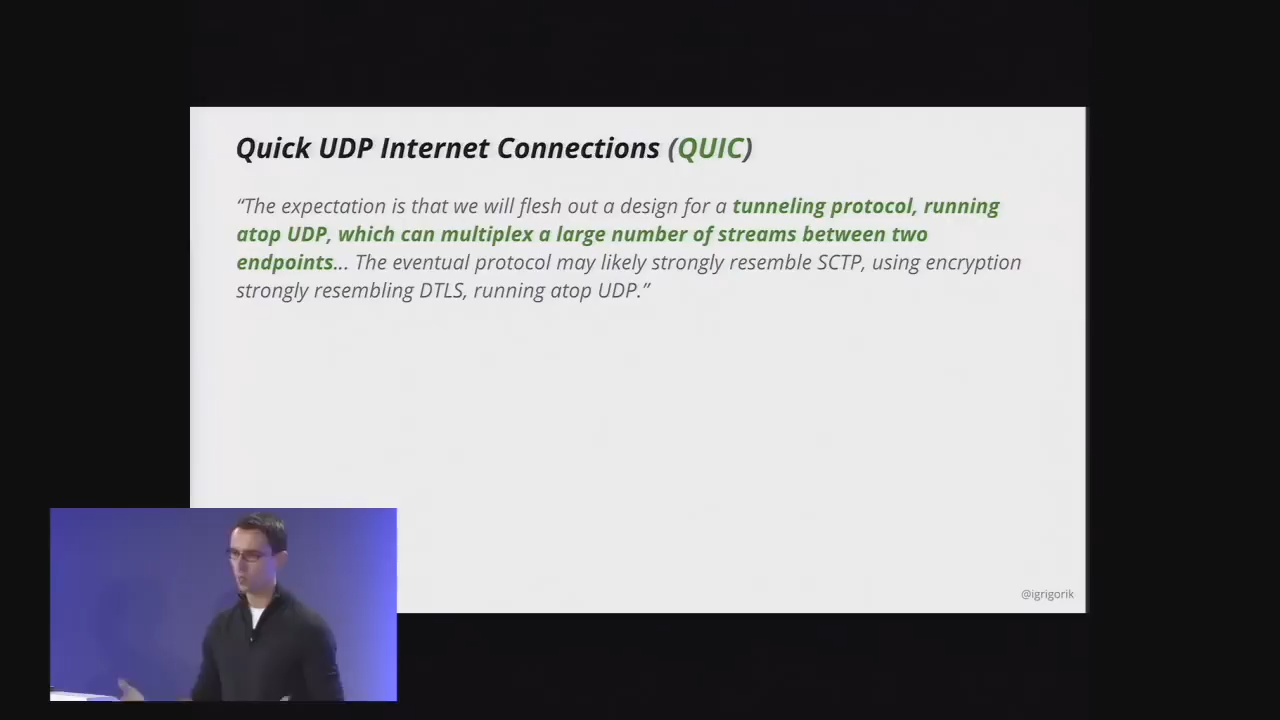 Quick UDP Internet Connections (QUIC)
“The expectation is that we will flesh out a design for a tunneling protocol, running
atop UDP, which can multiplex a large number of streams between two
endpoints... The eventual protocol may likely strongly resemble SCTP, using encryption
strongly resembling DTLS, running atop UDP.”
@igrigorik